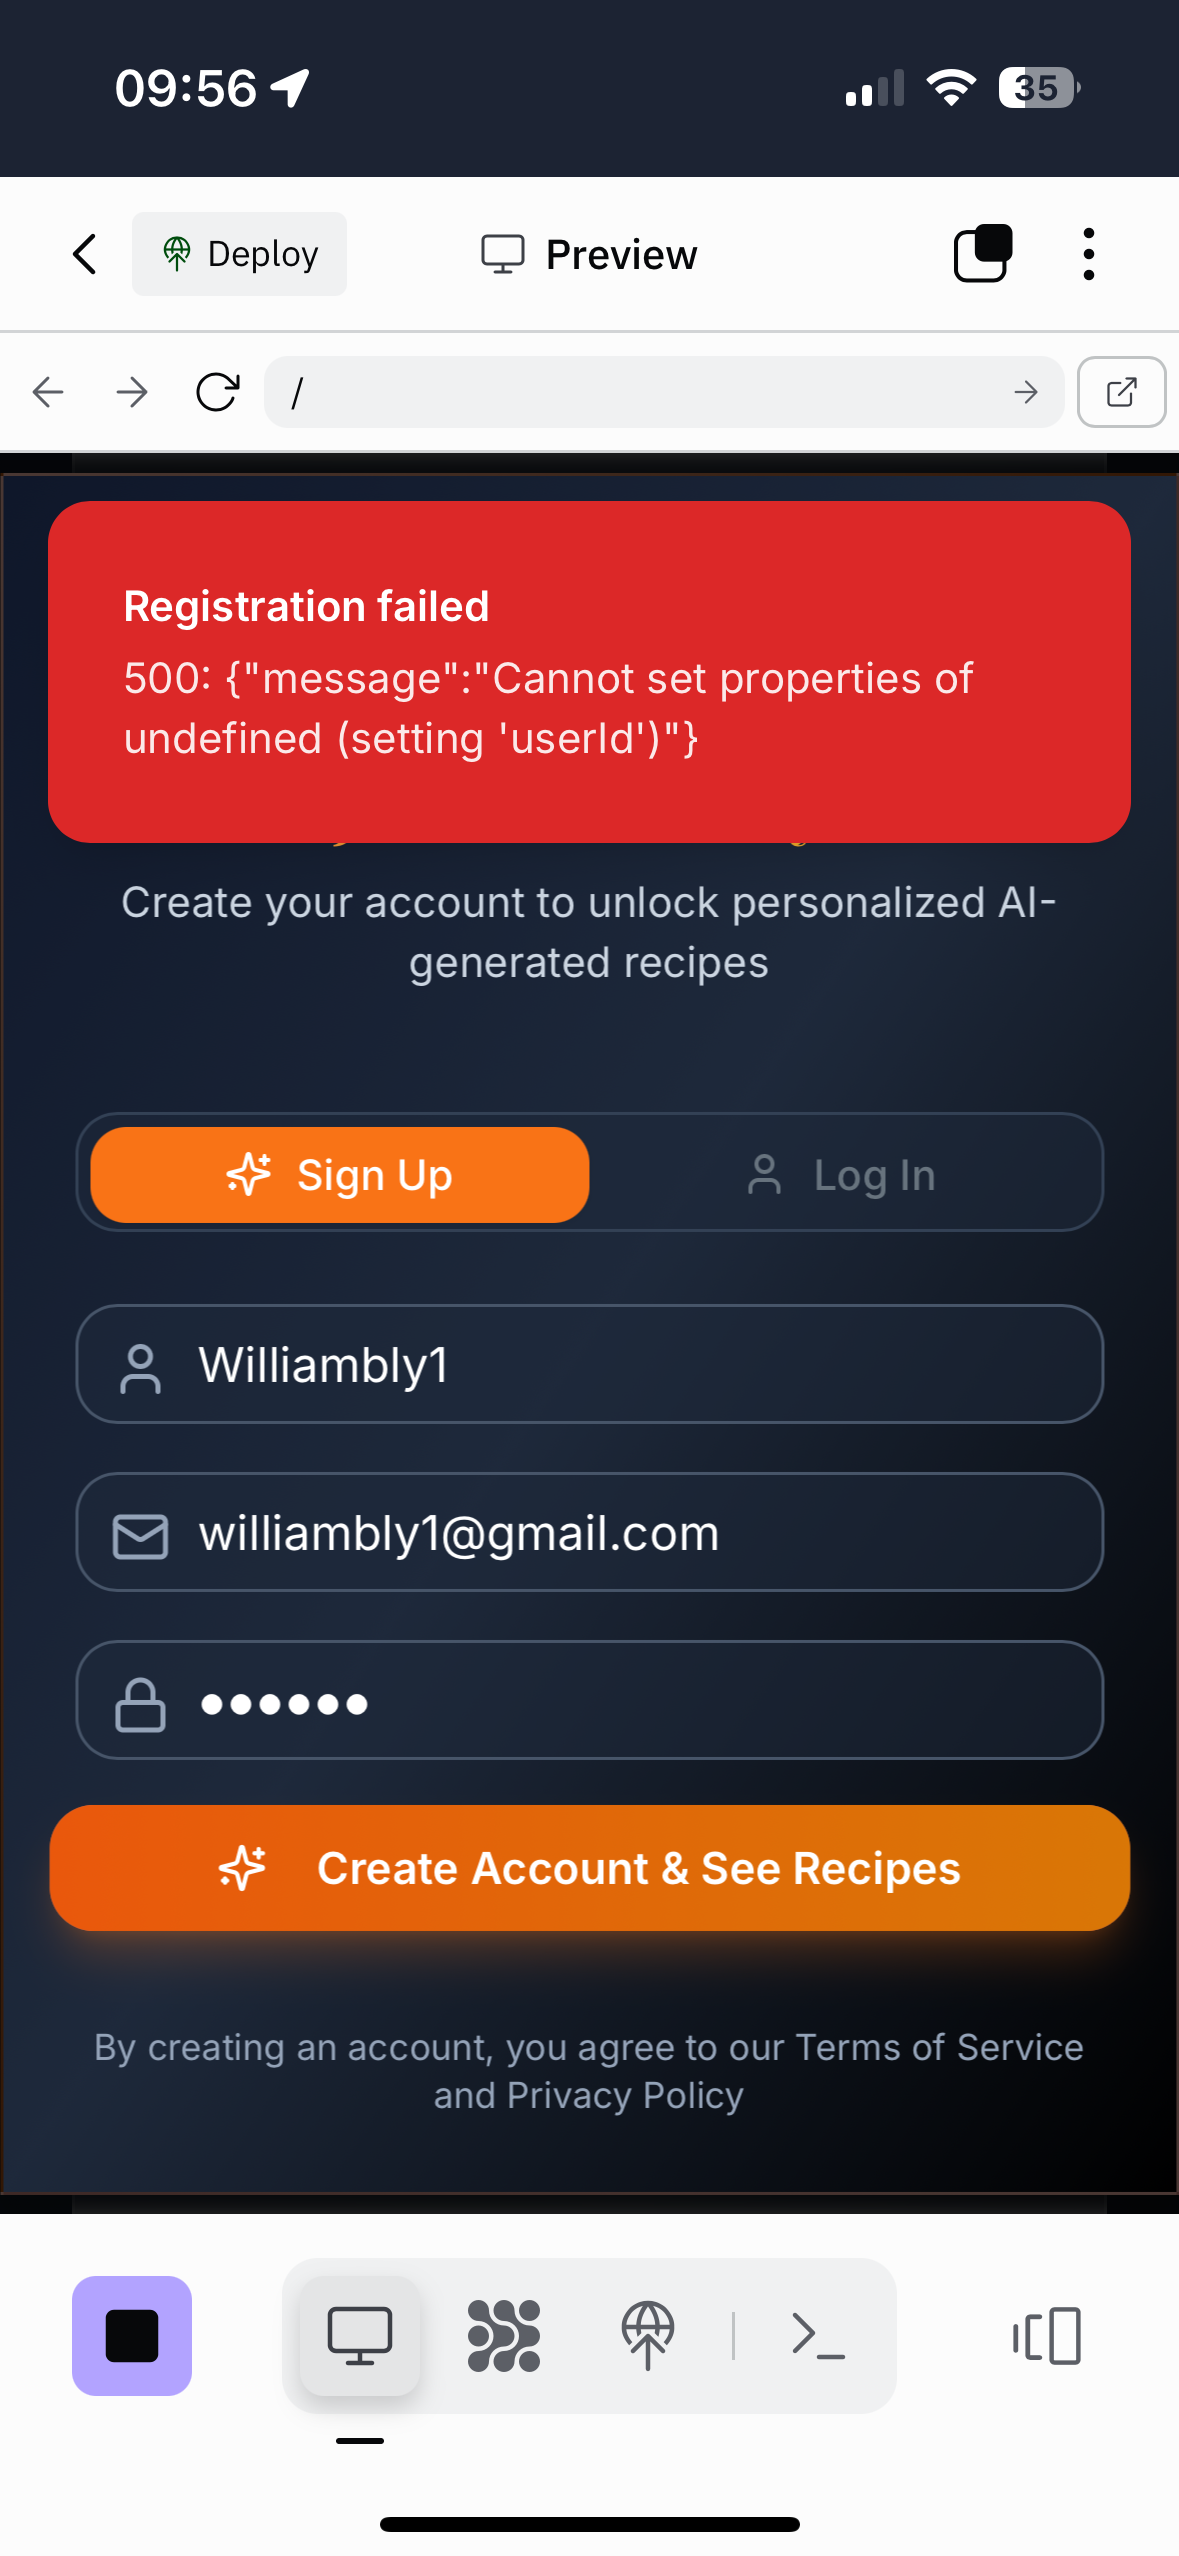 09:56
35
Deploy
Preview
/
Registration failed
500: {"message":"Cannot set properties of
undefined (setting 'userId')"}
Create your account to unlock personalized AI-
generated recipes
Sign Up
Log In
Williambly1
williambly1@gmail.com
Create Account & See Recipes
By creating an account, you agree to our Terms of Service
and Privacy Policy